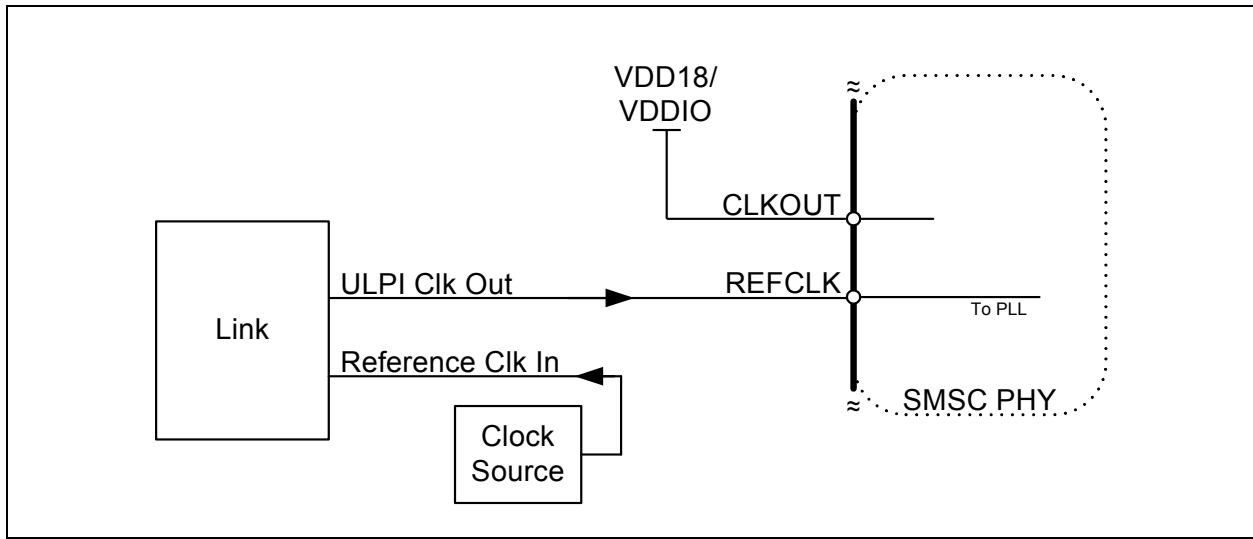 VDD18/
VDDIO
CLKOUT
ULPI Clk Out
REFCLK
To PLL
Link
Reference Clk In
SMSC PHY
Clock
Source